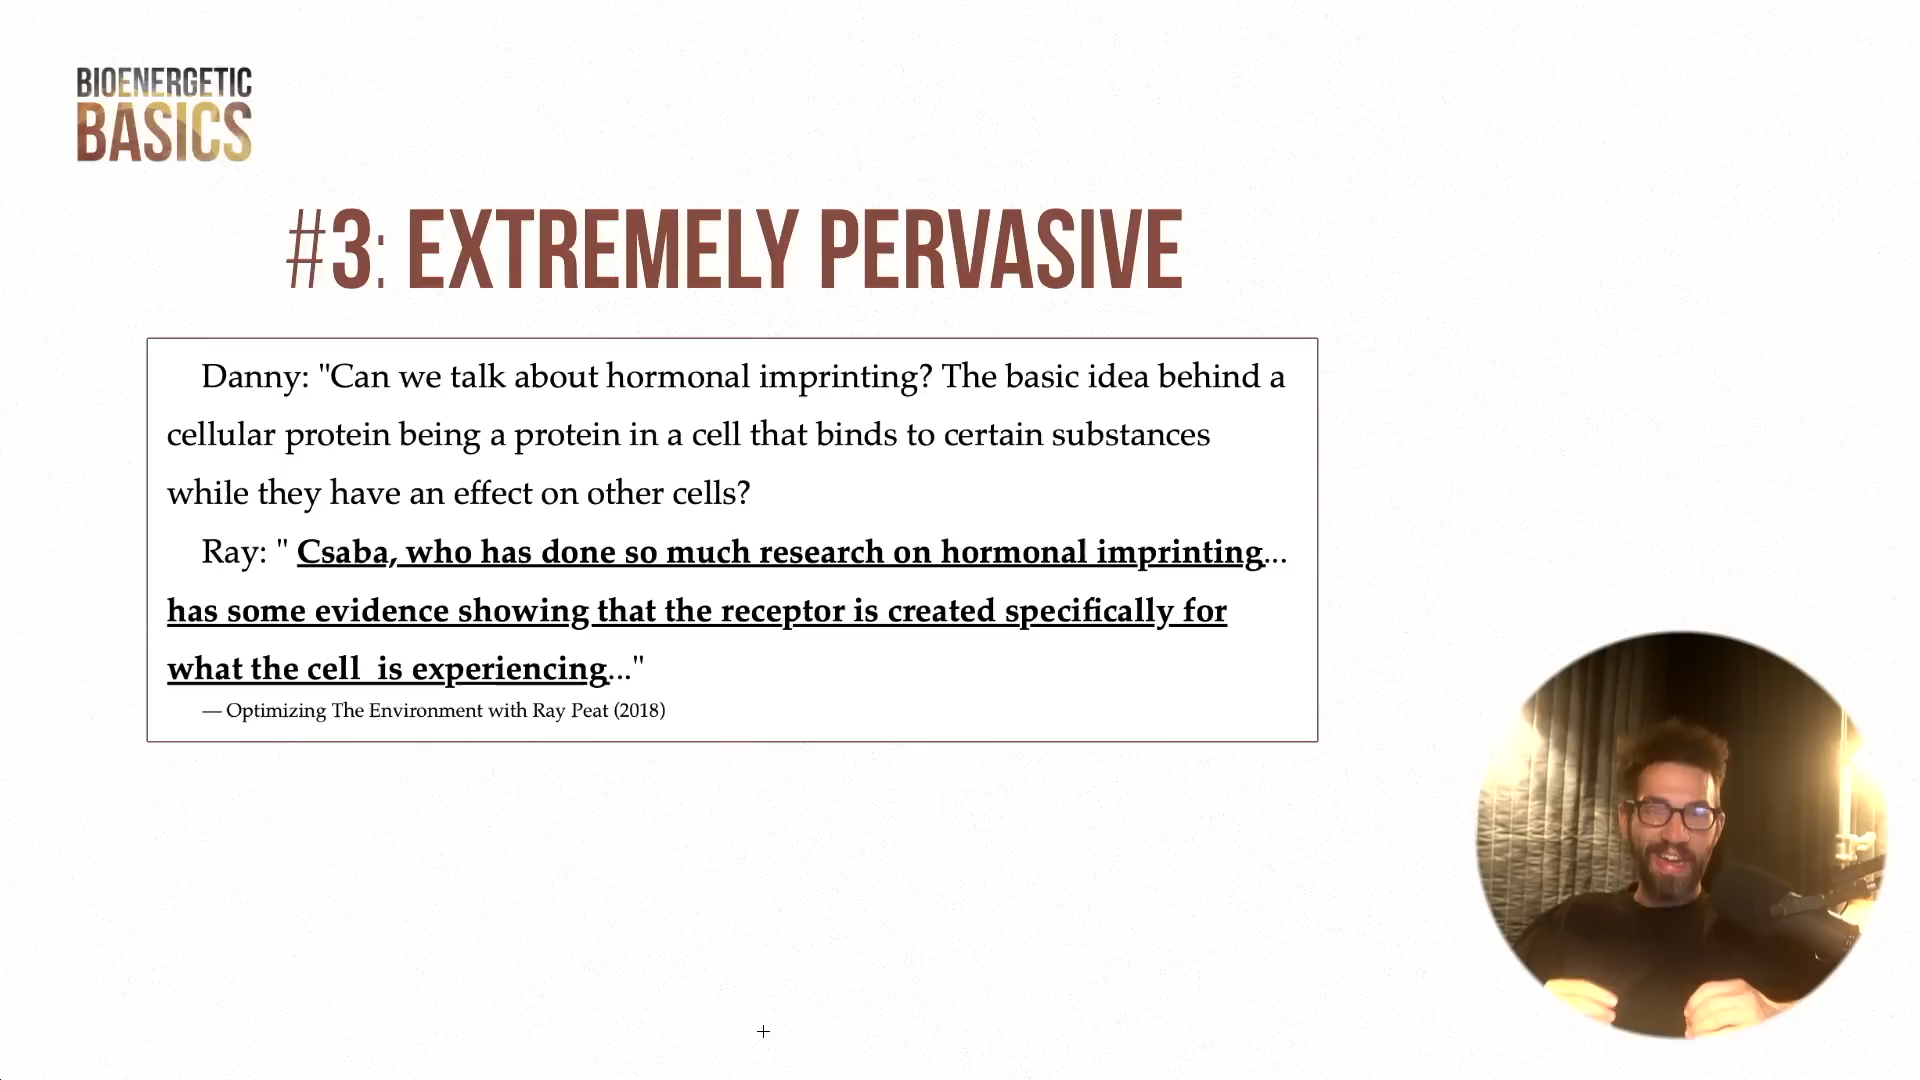 BIOENERGETIC
BASICS
#3: EXTREMELY PERVASIVE
Danny: "Can we talk about hormonal imprinting? The basic idea behind a
cellular protein being a protein in a cell that binds to certain substances
while they have an effect on other cells?
Ray: " Csaba, who has done so much research on hormonal imprinting...
has some evidence showing that the receptor is created specifically for
what the cell  is experiencing..."
— Optimizing The Environment with Ray Peat (2018)